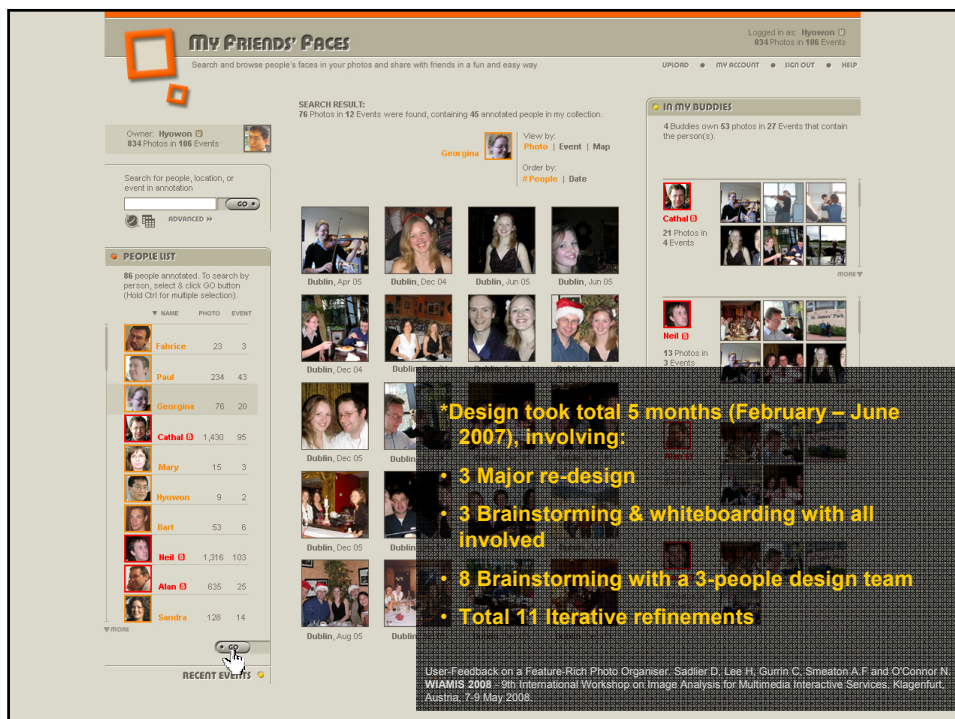 My Friends' Faces
Search and browse people's faces in your photos and share with friends in a fun and easy way
Logged in as: Hyowon
834 Photos in 106 Events
UPLOAD • MY ACCOUNT • SIGN OUT • HELP
Owner: Hyowon
834 Photos in 106 Events
Search for people, location, or
event in annotation
GO
ADVANCED »
PEOPLE LIST
86 people annotated. To search by
person, select & click GO button
(Hold Ctrl for multiple selection).
▼ NAME PHOTO EVENT
Fabrice 23 3
Paul 234 43
Georgina 76 20
Cathal B 1,430 95
Mary 15 3
Hyowon 9 2
Bart 53 6
Neil B 1,316 103
Alan B 635 25
Sandra 128 14
▼MORE
GO
RECENT EVENTS
SEARCH RESULT:
76 Photos in 12 Events were found, containing 45 annotated people in my collection.
Georgina
View by:
Photo | Event | Map
Order by:
#People | Date
Dublin, Apr 05
Dublin, Dec 04
Dublin, Jun 05
Dublin, Jun 05
Dublin, Dec 04
Dublin, Dec 05
Dublin, Dec 05
Dublin, Aug 05
IN MY BUDDIES
4 Buddies own 53 photos in 27 Events that contain
the person(s).
Cathal B
21 Photos in
4 Events
MORE▼
Neil B
13 Photos in
3 Events
*Design took total 5 months (February – June
2007), involving:
• 3 Major re-design
• 3 Brainstorming & whiteboarding with all
involved
• 8 Brainstorming with a 3-people design team
• Total 11 Iterative refinements
User-Feedback on a Feature-Rich Photo Organiser. Sadlier D, Lee H, Gurrin C, Smeaton A.F and O'Connor N.
WIAMIS 2008 - 9th International Workshop on Image Analysis for Multimedia Interactive Services, Klagenfurt,
Austria, 7-9 May 2008.